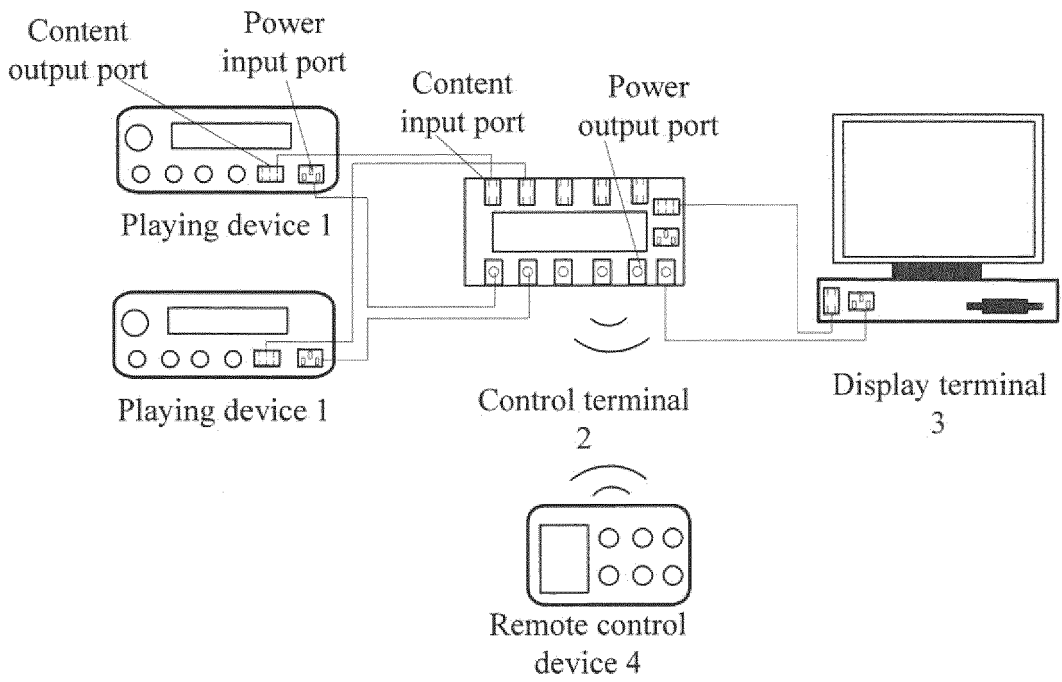 Content
output port
Power
input port
Content
input port
Power
output port
Playing device 1
Playing device 1
Control terminal
2
Display terminal
3
Remote control
device 4